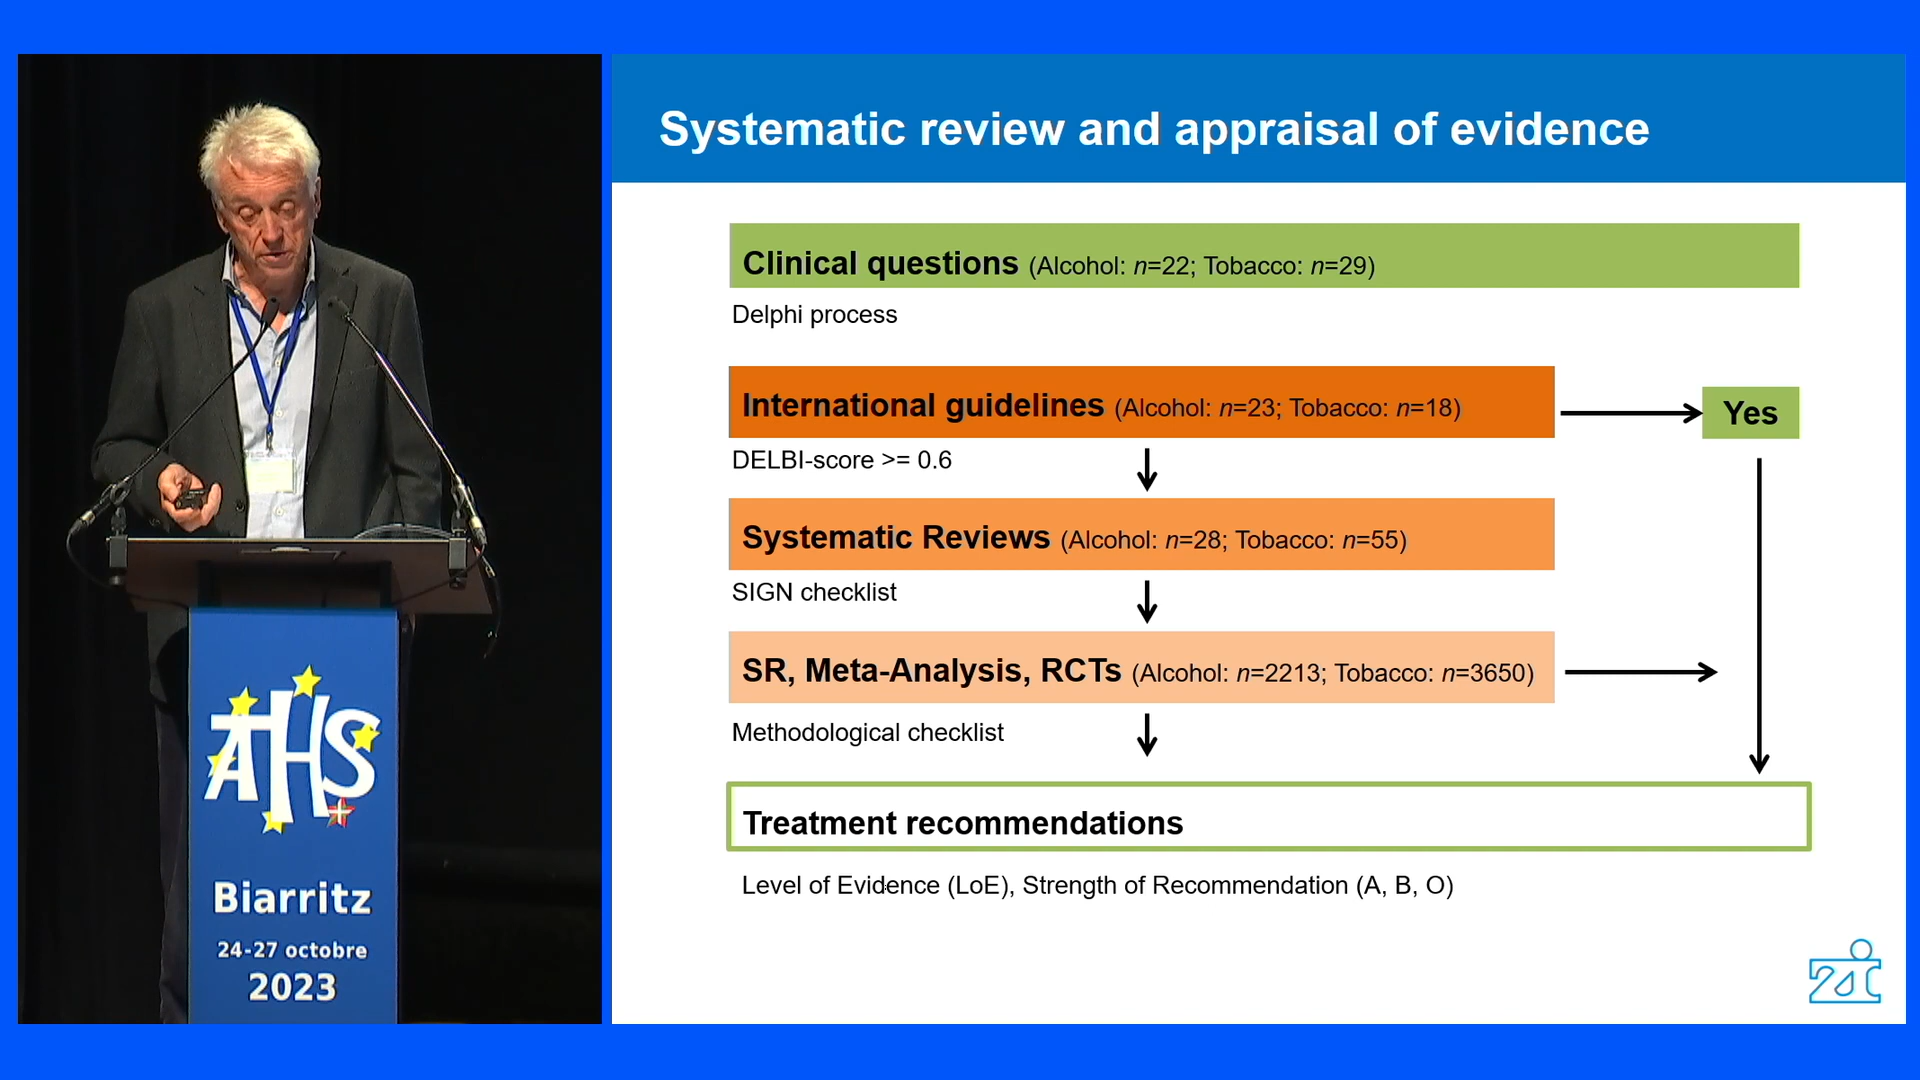 Systematic review and appraisal of evidence
Clinical questions (Alcohol: n=22; Tobacco: n=29)
Delphi process
International guidelines (Alcohol: n=23; Tobacco: n=18)
Yes
DELBI-score >= 0.6
Systematic Reviews (Alcohol: n=28; Tobacco: n=55)
SIGN checklist
SR, Meta-Analysis, RCTs (Alcohol: n=2213; Tobacco: n=3650)
Methodological checklist
Treatment recommendations
Level of Evidence (LoE), Strength of Recommendation (A, B, O)
zi
ATHS
Biarritz
24-27 octobre
2023